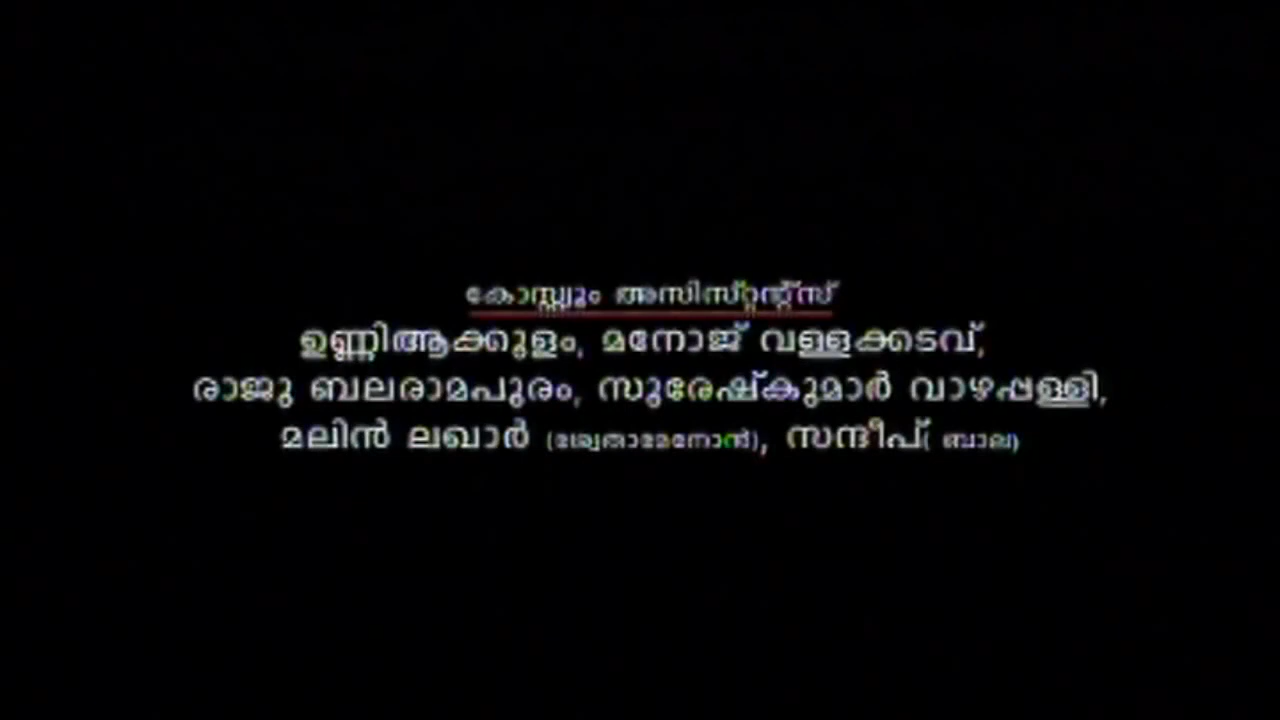 കോസ്റ്റ്യും അസിസ്റ്റന്റ്സ്
ഉണ്ണിആക്കുളം, മനോജ് വള്ളക്കടവ്,
രാജു ബലരാമപുരം, സുരേഷ്കുമാർ വാഴപ്പള്ളി,
മലിൻ ലഖാർ (ശ്വേതാമേനോൻ), സന്ദീപ്( ബാല)